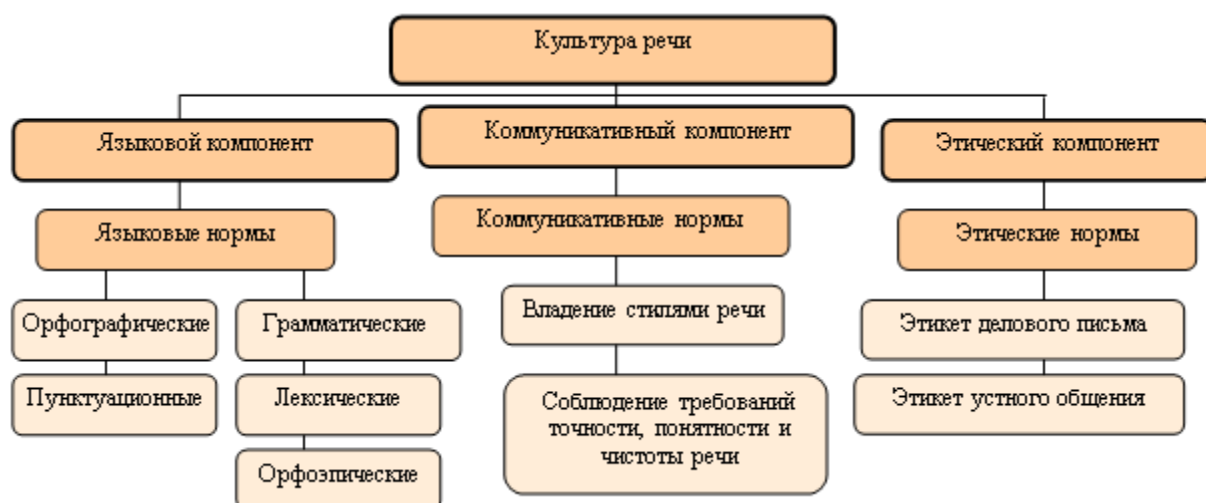 Культура речи
Языковой компонент
Коммуникативный компонент
Этический компонент
Языковые нормы
Коммуникативные нормы
Этические нормы
Орфографические
Грамматические
Владение стилями речи
Этикет делового письма
Пунктуационные
Лексические
Соблюдение требований
точности, понятности и
чистоты речи
Этикет устного общения
Орфоэпические